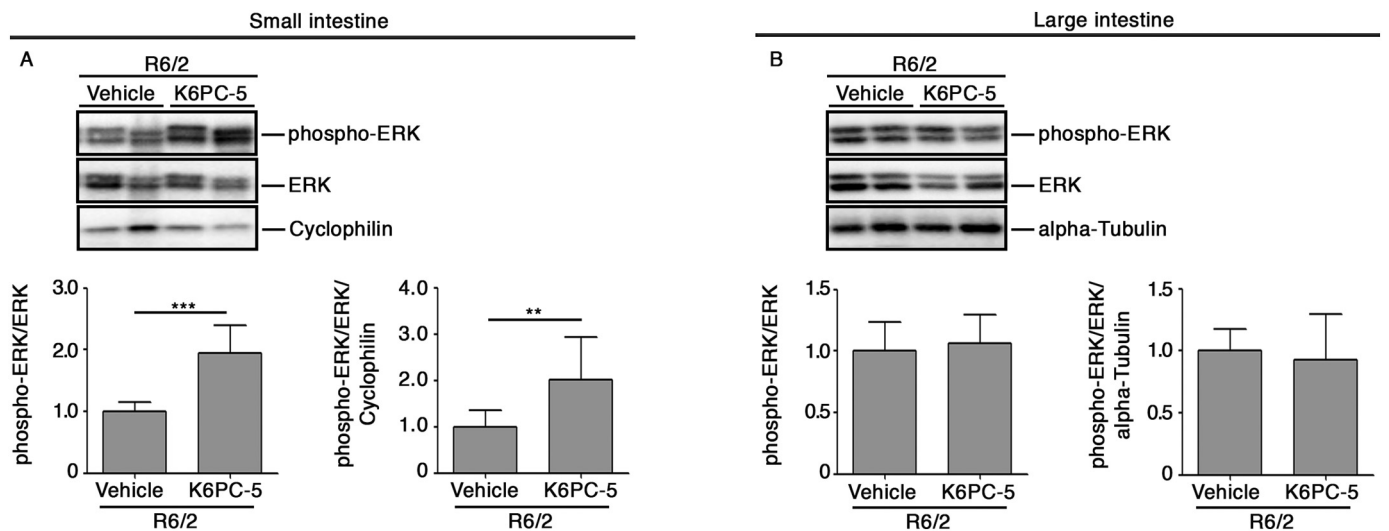 Small intestine
A
R6/2
Vehicle K6PC-5
phospho-ERK
ERK
Cyclophilin
phospho-ERK/ERK
3.0
2.0
1.0
0
***
Vehicle K6PC-5
R6/2
phospho-ERK/ERK/
Cyclophilin
4.0
3.0
2.0
1.0
0
**
Vehicle K6PC-5
R6/2
Large intestine
B
R6/2
Vehicle K6PC-5
phospho-ERK
ERK
alpha-Tubulin
phospho-ERK/ERK
1.5
1.0
0.5
0
Vehicle K6PC-5
R6/2
phospho-ERK/ERK/
alpha-Tubulin
1.5
1.0
0.5
0
Vehicle K6PC-5
R6/2